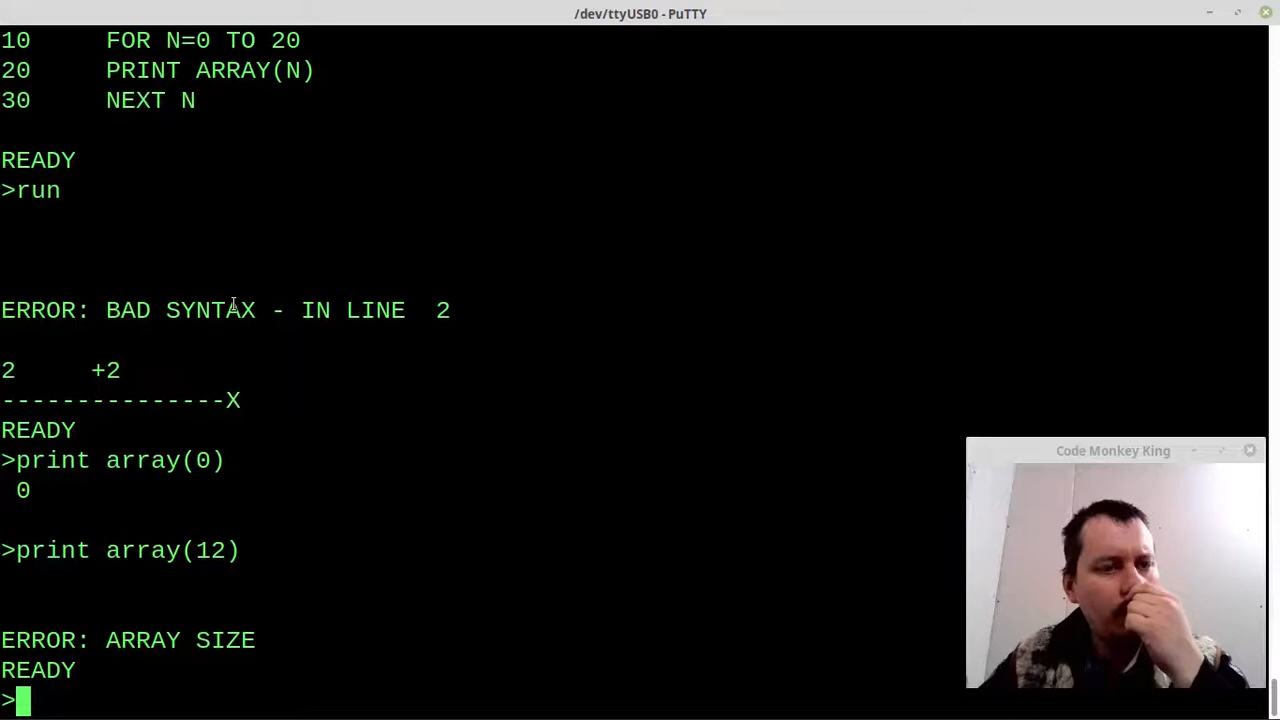 /dev/ttyUSB0 - PuTTY
10     FOR N=0 TO 20
20     PRINT ARRAY(N)
30     NEXT N
READY
>run
ERROR: BAD SYNTAX - IN LINE  2
2     +2
---------------X
READY
>print array(0)
 0
>print array(12)
ERROR: ARRAY SIZE
READY
>
Code Monkey King